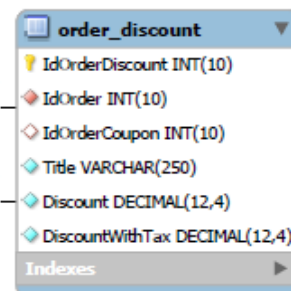 order_discount
IdOrderDiscount INT(10)
IdOrder INT(10)
IdOrderCoupon INT(10)
Title VARCHAR(250)
Discount DECIMAL(12,4)
DiscountWithTax DECIMAL(12,4)
Indexes